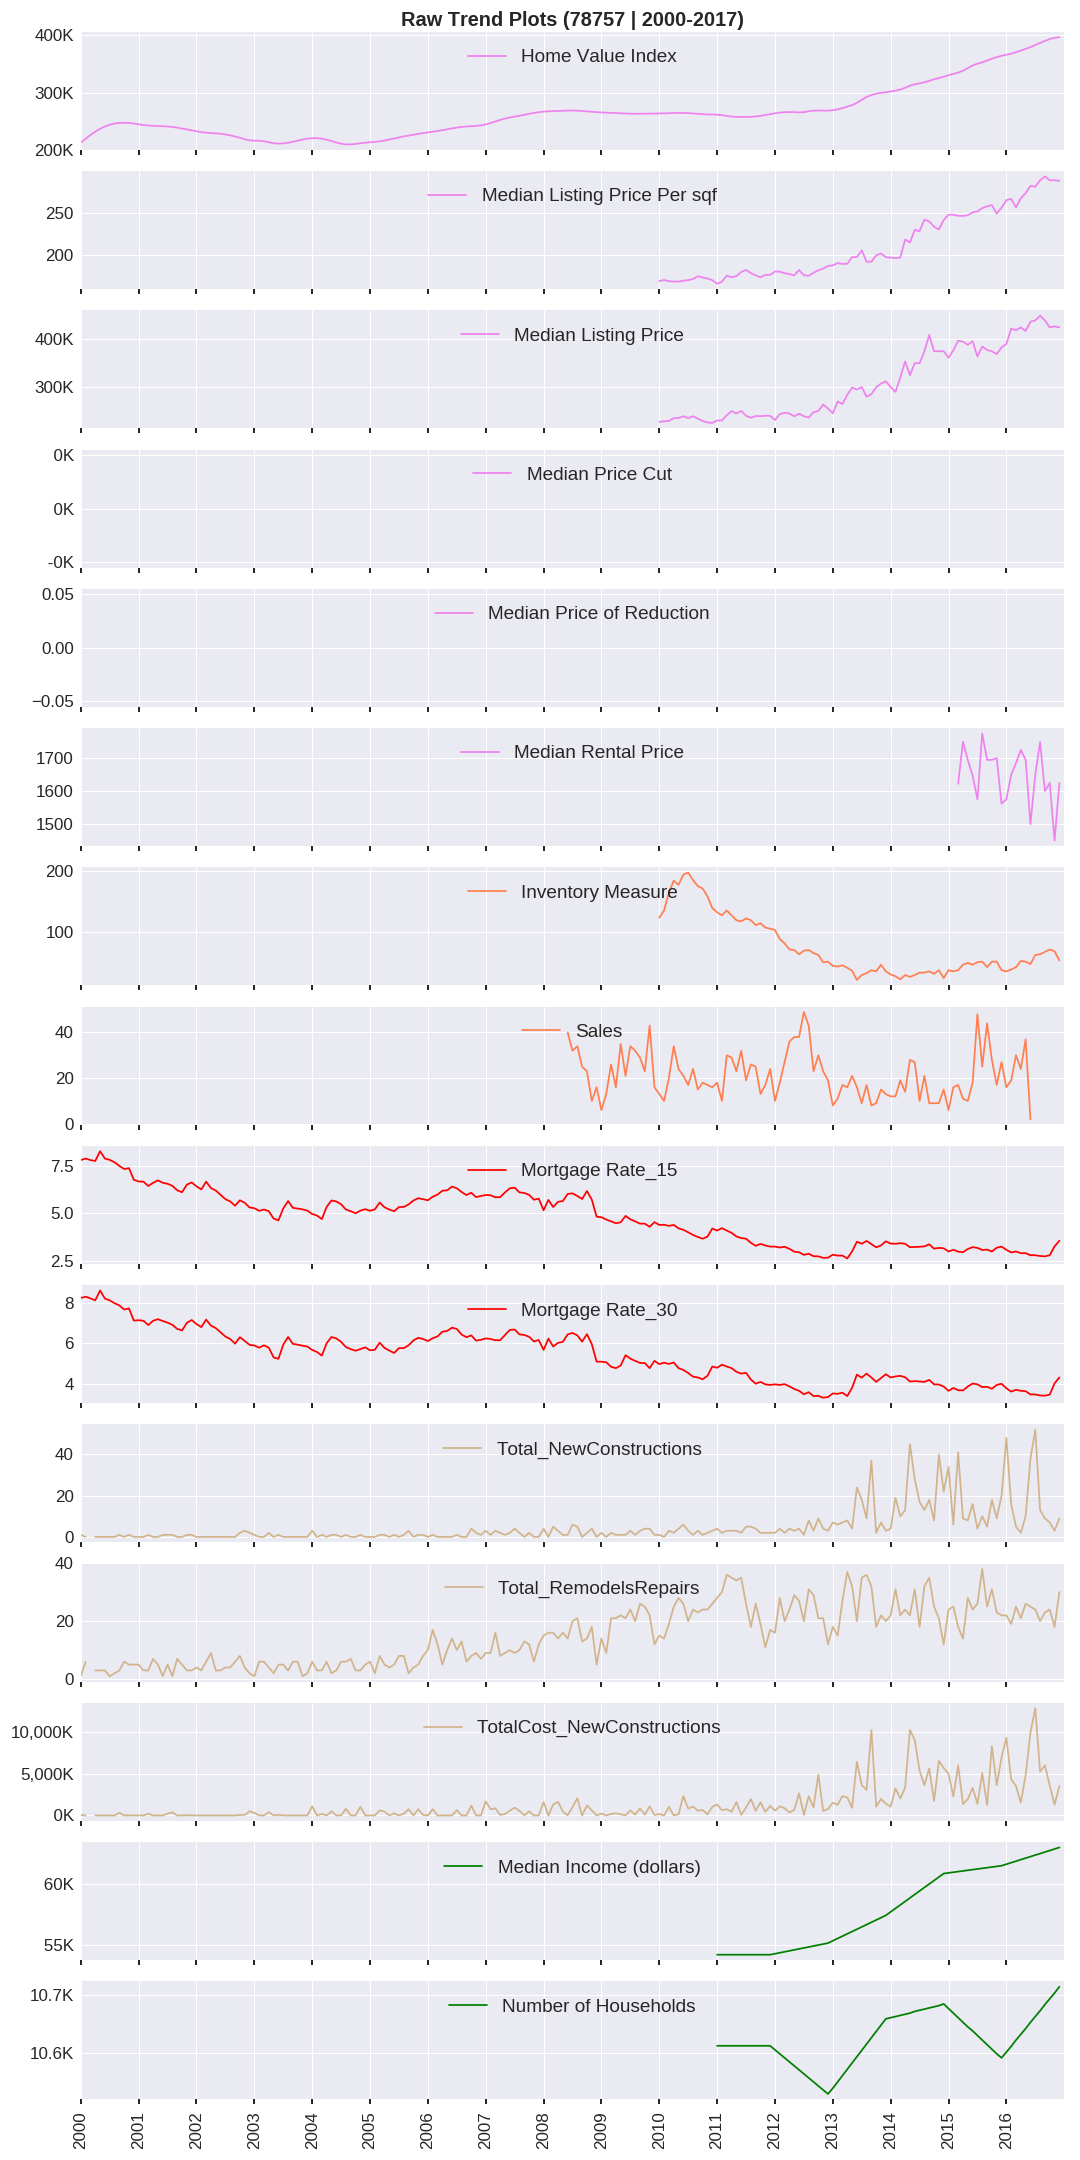 Raw Trend Plots (78757 | 2000-2017)
400K
300K
200K
Home Value Index
250
200
Median Listing Price Per sqf
400K
300K
Median Listing Price
0K
0K
-0K
Median Price Cut
0.05
0.00
−0.05
Median Price of Reduction
1700
1600
1500
Median Rental Price
200
100
Inventory Measure
40
20
0
Sales
7.5
5.0
2.5
Mortgage Rate_15
8
6
4
Mortgage Rate_30
40
20
0
Total_NewConstructions
40
20
0
Total_RemodelsRepairs
10,000K
5,000K
0K
TotalCost_NewConstructions
60K
55K
Median Income (dollars)
10.7K
10.6K
Number of Households
2000
2001
2002
2003
2004
2005
2006
2007
2008
2009
2010
2011
2012
2013
2014
2015
2016